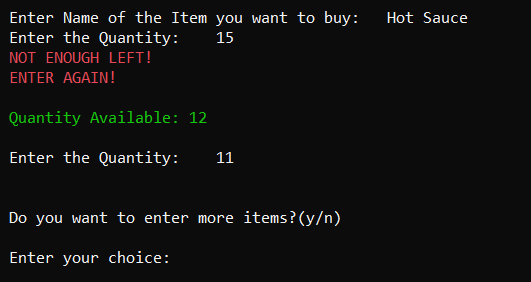 Enter Name of the Item you want to buy:   Hot Sauce
Enter the Quantity:    15
NOT ENOUGH LEFT!
ENTER AGAIN!
Quantity Available: 12
Enter the Quantity:    11
Do you want to enter more items?(y/n)
Enter your choice: